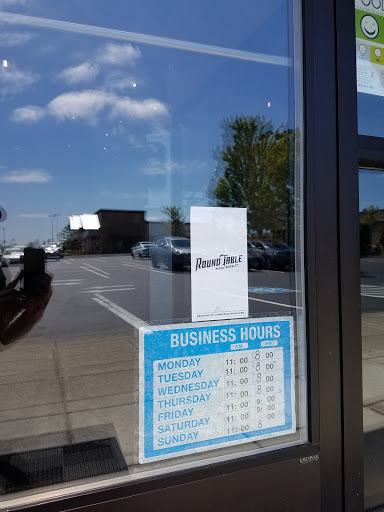 ROUND TABLE
BUSINESS HOURS
MONDAY 11:00 8:00
TUESDAY 11:00 8:00
WEDNESDAY 11:00 8:00
THURSDAY 11:00 8:00
FRIDAY 11:00 9:00
SATURDAY 11:00 9:00
SUNDAY 11:00 8:00